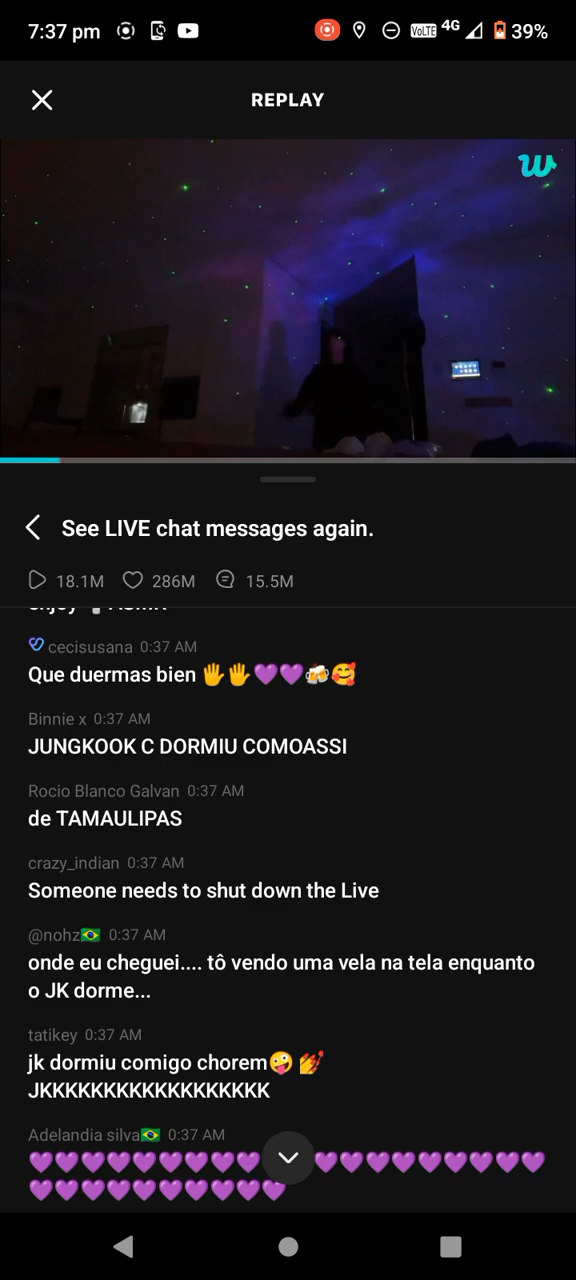 7:37 pm
VoLTE 4G 39%
REPLAY
w
See LIVE chat messages again.
18.1M 286M 15.5M
enjoy ASMR
cecisusana 0:37 AM
Que duermas bien 🖐️🖐️💜💜🍻🥰
Binnie x 0:37 AM
JUNGKOOK C DORMIU COMOASSI
Rocio Blanco Galvan 0:37 AM
de TAMAULIPAS
crazy_indian 0:37 AM
Someone needs to shut down the Live
@nohz🇧🇷 0:37 AM
onde eu cheguei.... tô vendo uma vela na tela enquanto
o JK dorme...
tatikey 0:37 AM
jk dormiu comigo chorem🤪 💅
JKKKKKKKKKKKKKKKKKK
Adelandia silva🇧🇷 0:37 AM
💜💜💜💜💜💜💜💜💜 💜💜💜💜💜💜💜💜💜
💜💜💜💜💜💜💜💜💜💜